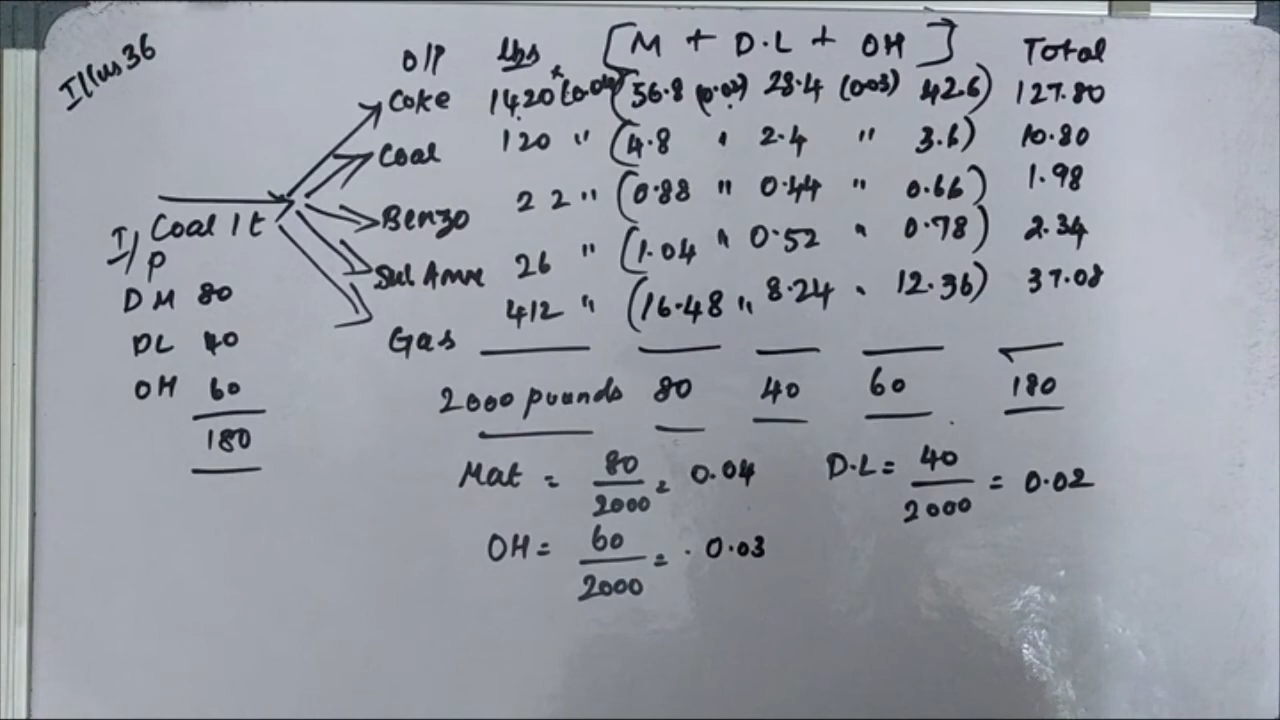 Illus 36
O/P lbs [M + D.L + OH] Total
Coke 1420 (0.04) (56.8 (0.02) 28.4 (0.03) 42.6) 127.80
Coal 120 " (4.8 " 2.4 " 3.6) 10.80
Benzo 22 " (0.88 " 0.44 " 0.66) 1.98
Sul Amve 26 " (1.04 " 0.52 " 0.78) 2.34
Gas 412 " (16.48 " 8.24 " 12.36) 37.08
2000 pounds 80 40 60 180
I/p Coal 1t
DM 80
DL 40
OH 60
180
Mat = 80/2000 = 0.04 D.L = 40/2000 = 0.02
OH = 60/2000 = 0.03